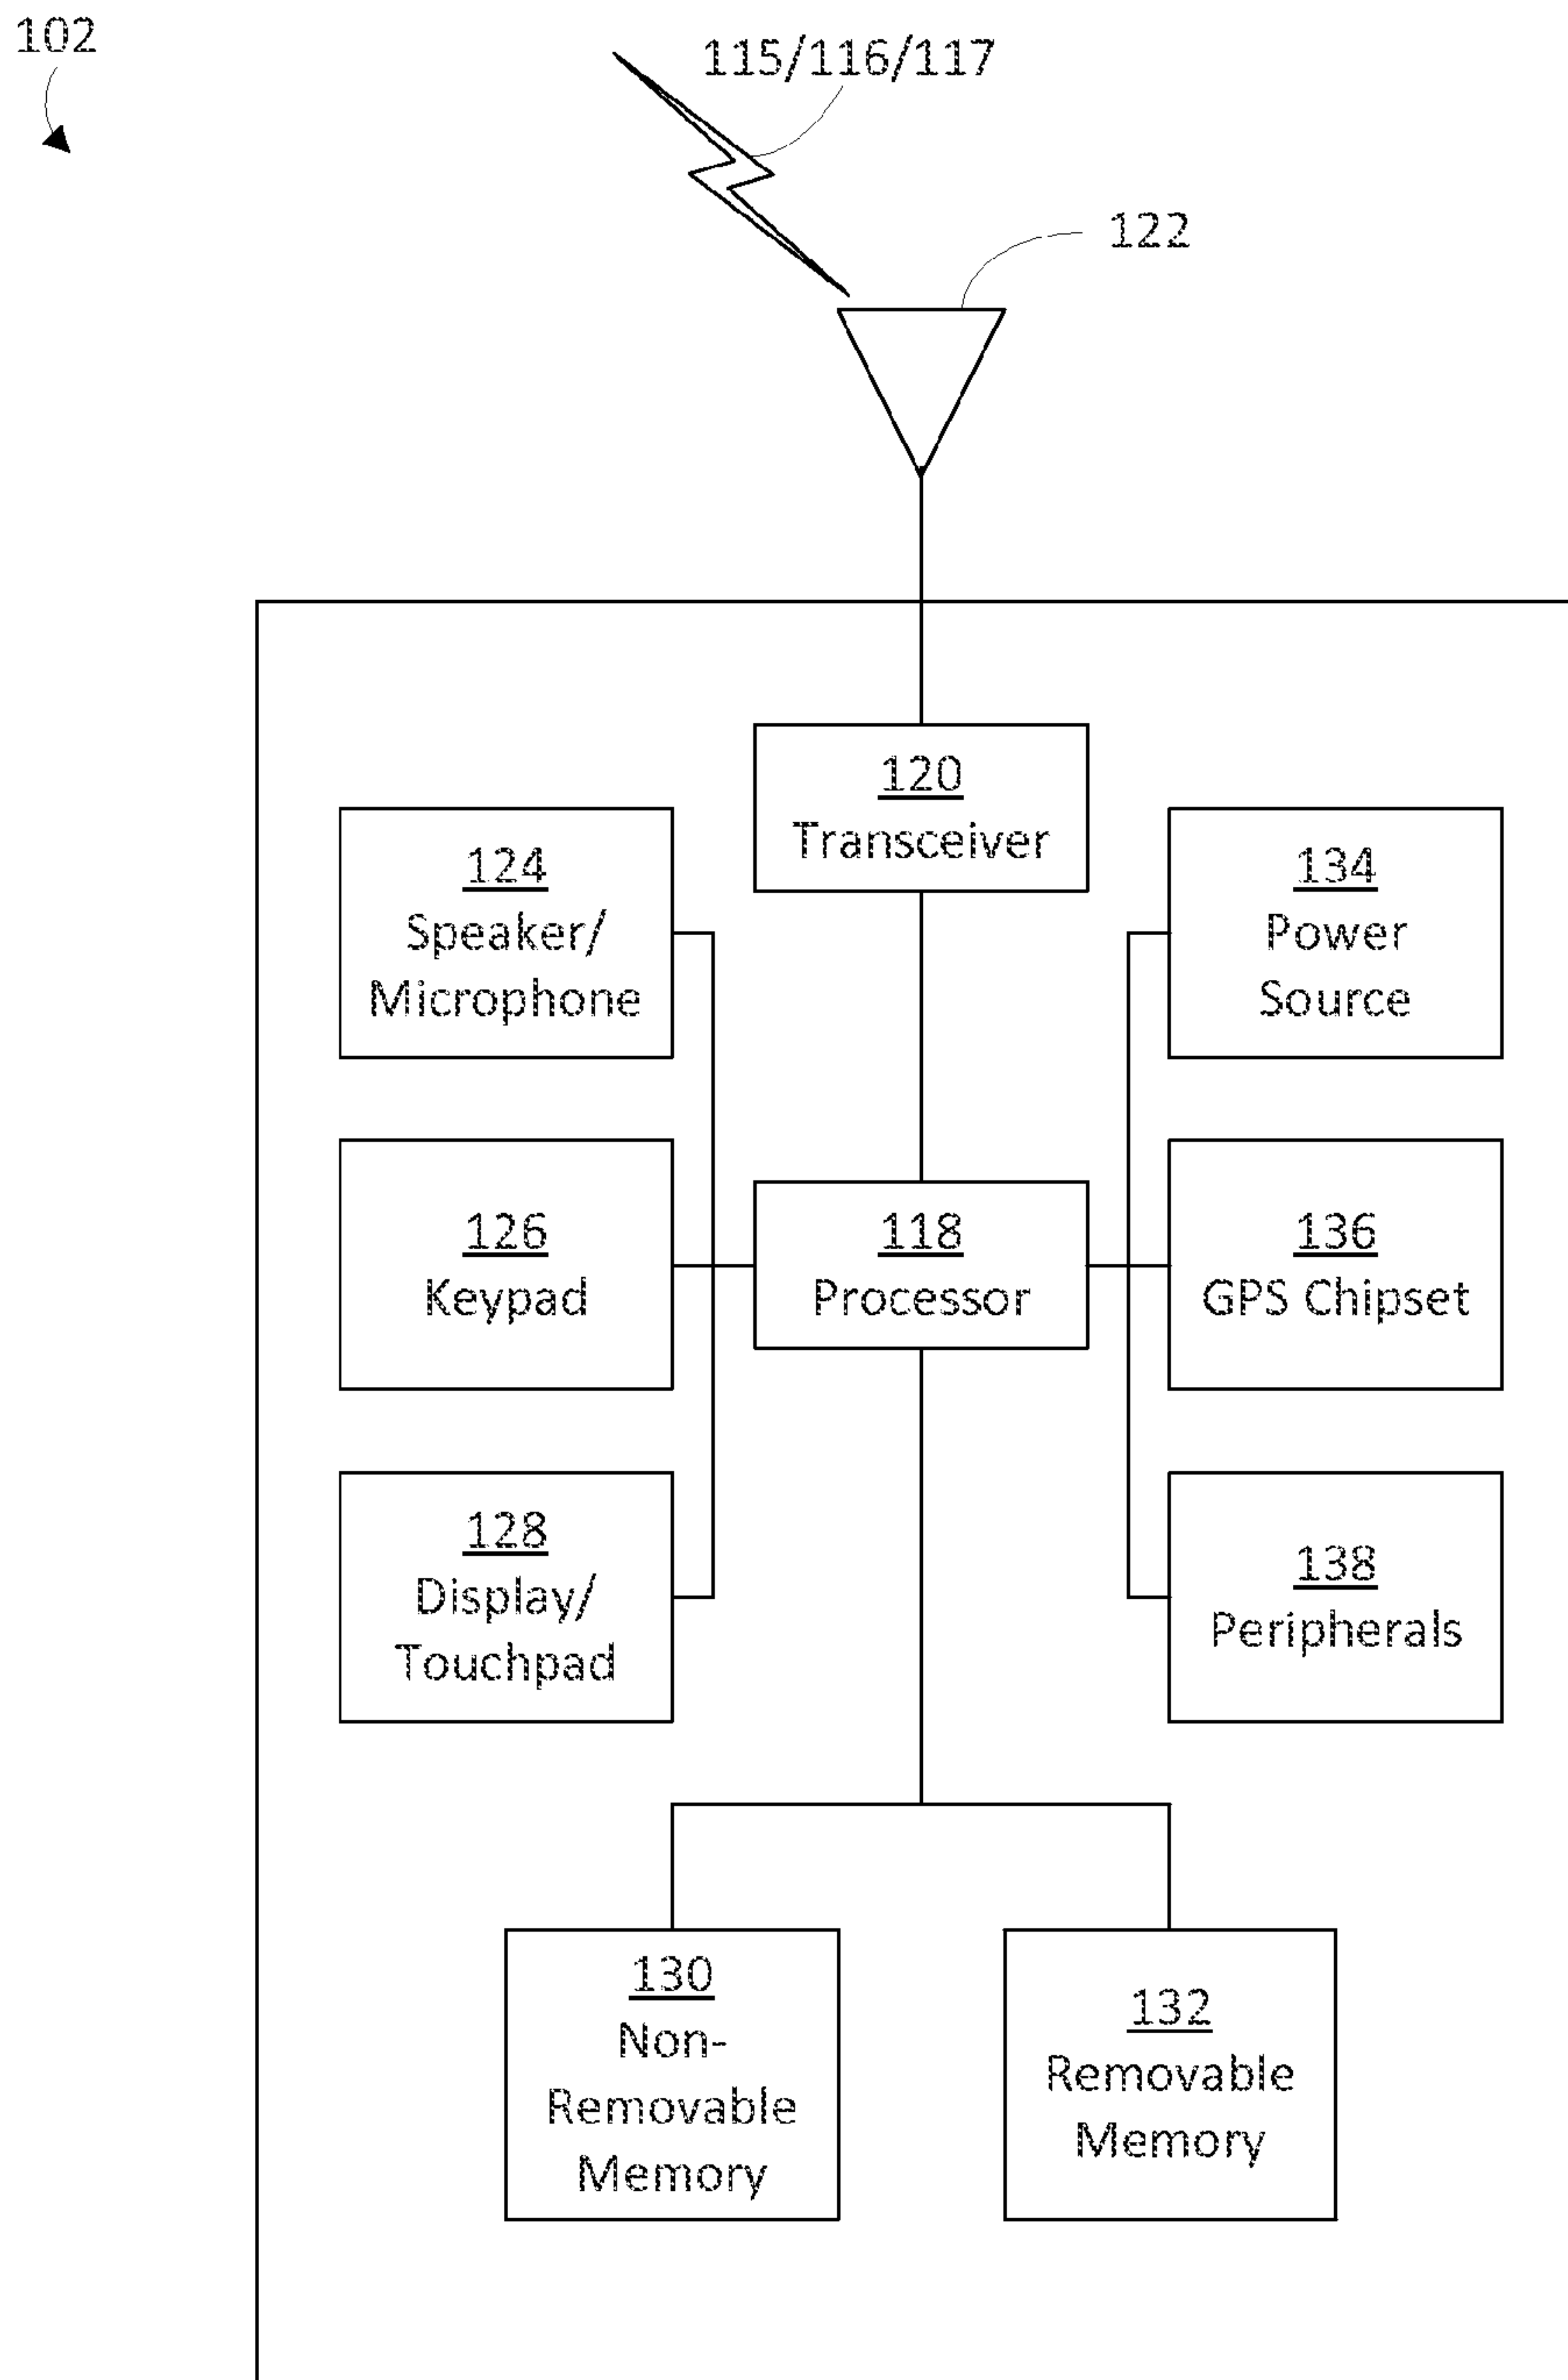 102
115/116/117
122
120
Transceiver
124
Speaker/
Microphone
134
Power
Source
126
Keypad
118
Processor
136
GPS Chipset
128
Display/
Touchpad
138
Peripherals
130
Non-
Removable
Memory
132
Removable
Memory